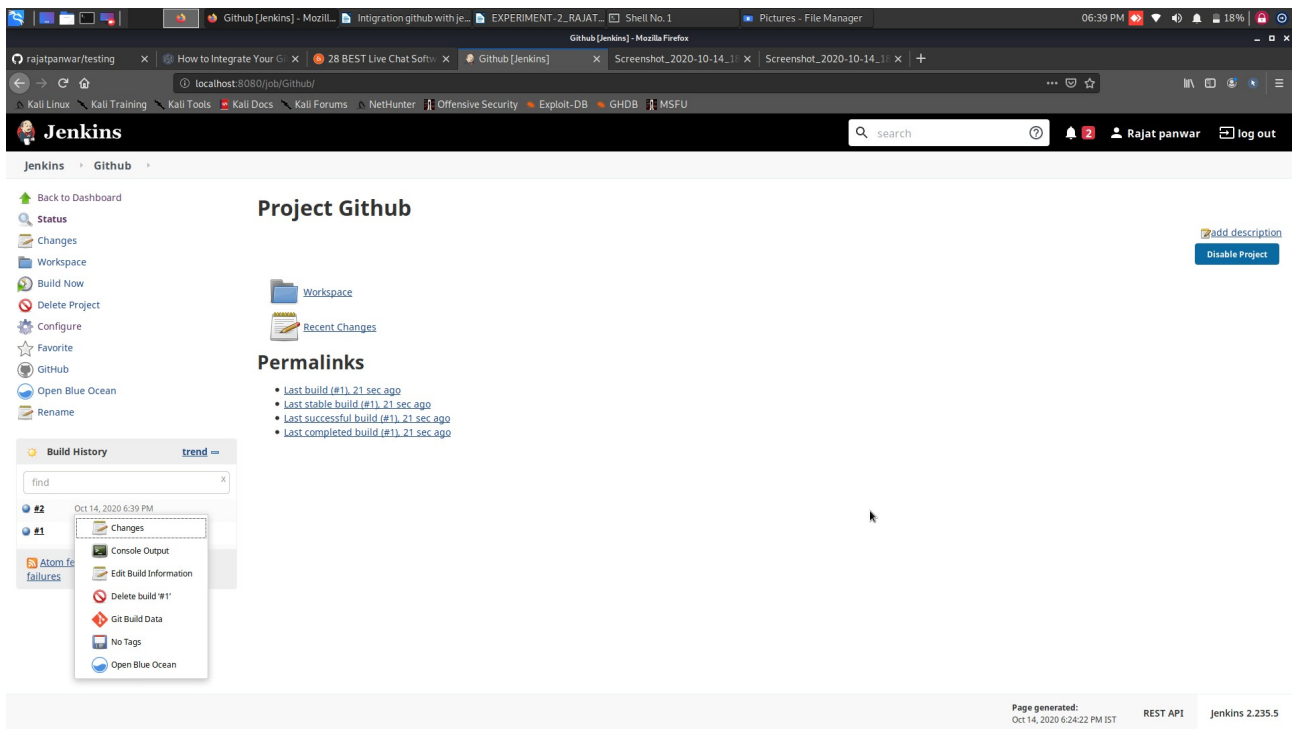 Github [Jenkins] - Mozill...
Intigration github with je...
EXPERIMENT-2_RAJAT...
Shell No. 1
Pictures - File Manager
06:39 PM
18%
Github [Jenkins] - Mozilla Firefox
rajatpanwar/testing
How to Integrate Your Gi
28 BEST Live Chat Softw
Github [Jenkins]
Screenshot_2020-10-14_18
Screenshot_2020-10-14_18
localhost:8080/job/Github/
Kali Linux
Kali Training
Kali Tools
Kali Docs
Kali Forums
NetHunter
Offensive Security
Exploit-DB
GHDB
MSFU
Jenkins
search
2
Rajat panwar
log out
Jenkins
Github
Back to Dashboard
Status
Changes
Workspace
Build Now
Delete Project
Configure
Favorite
GitHub
Open Blue Ocean
Rename
Project Github
add description
Disable Project
Workspace
Recent Changes
Permalinks
Last build (#1), 21 sec ago
Last stable build (#1), 21 sec ago
Last successful build (#1), 21 sec ago
Last completed build (#1), 21 sec ago
Build History
trend
find
x
#2
Oct 14, 2020 6:39 PM
#1
Atom fe
failures
Changes
Console Output
Edit Build Information
Delete build '#1'
Git Build Data
No Tags
Open Blue Ocean
Page generated:
Oct 14, 2020 6:24:22 PM IST
REST API
Jenkins 2.235.5